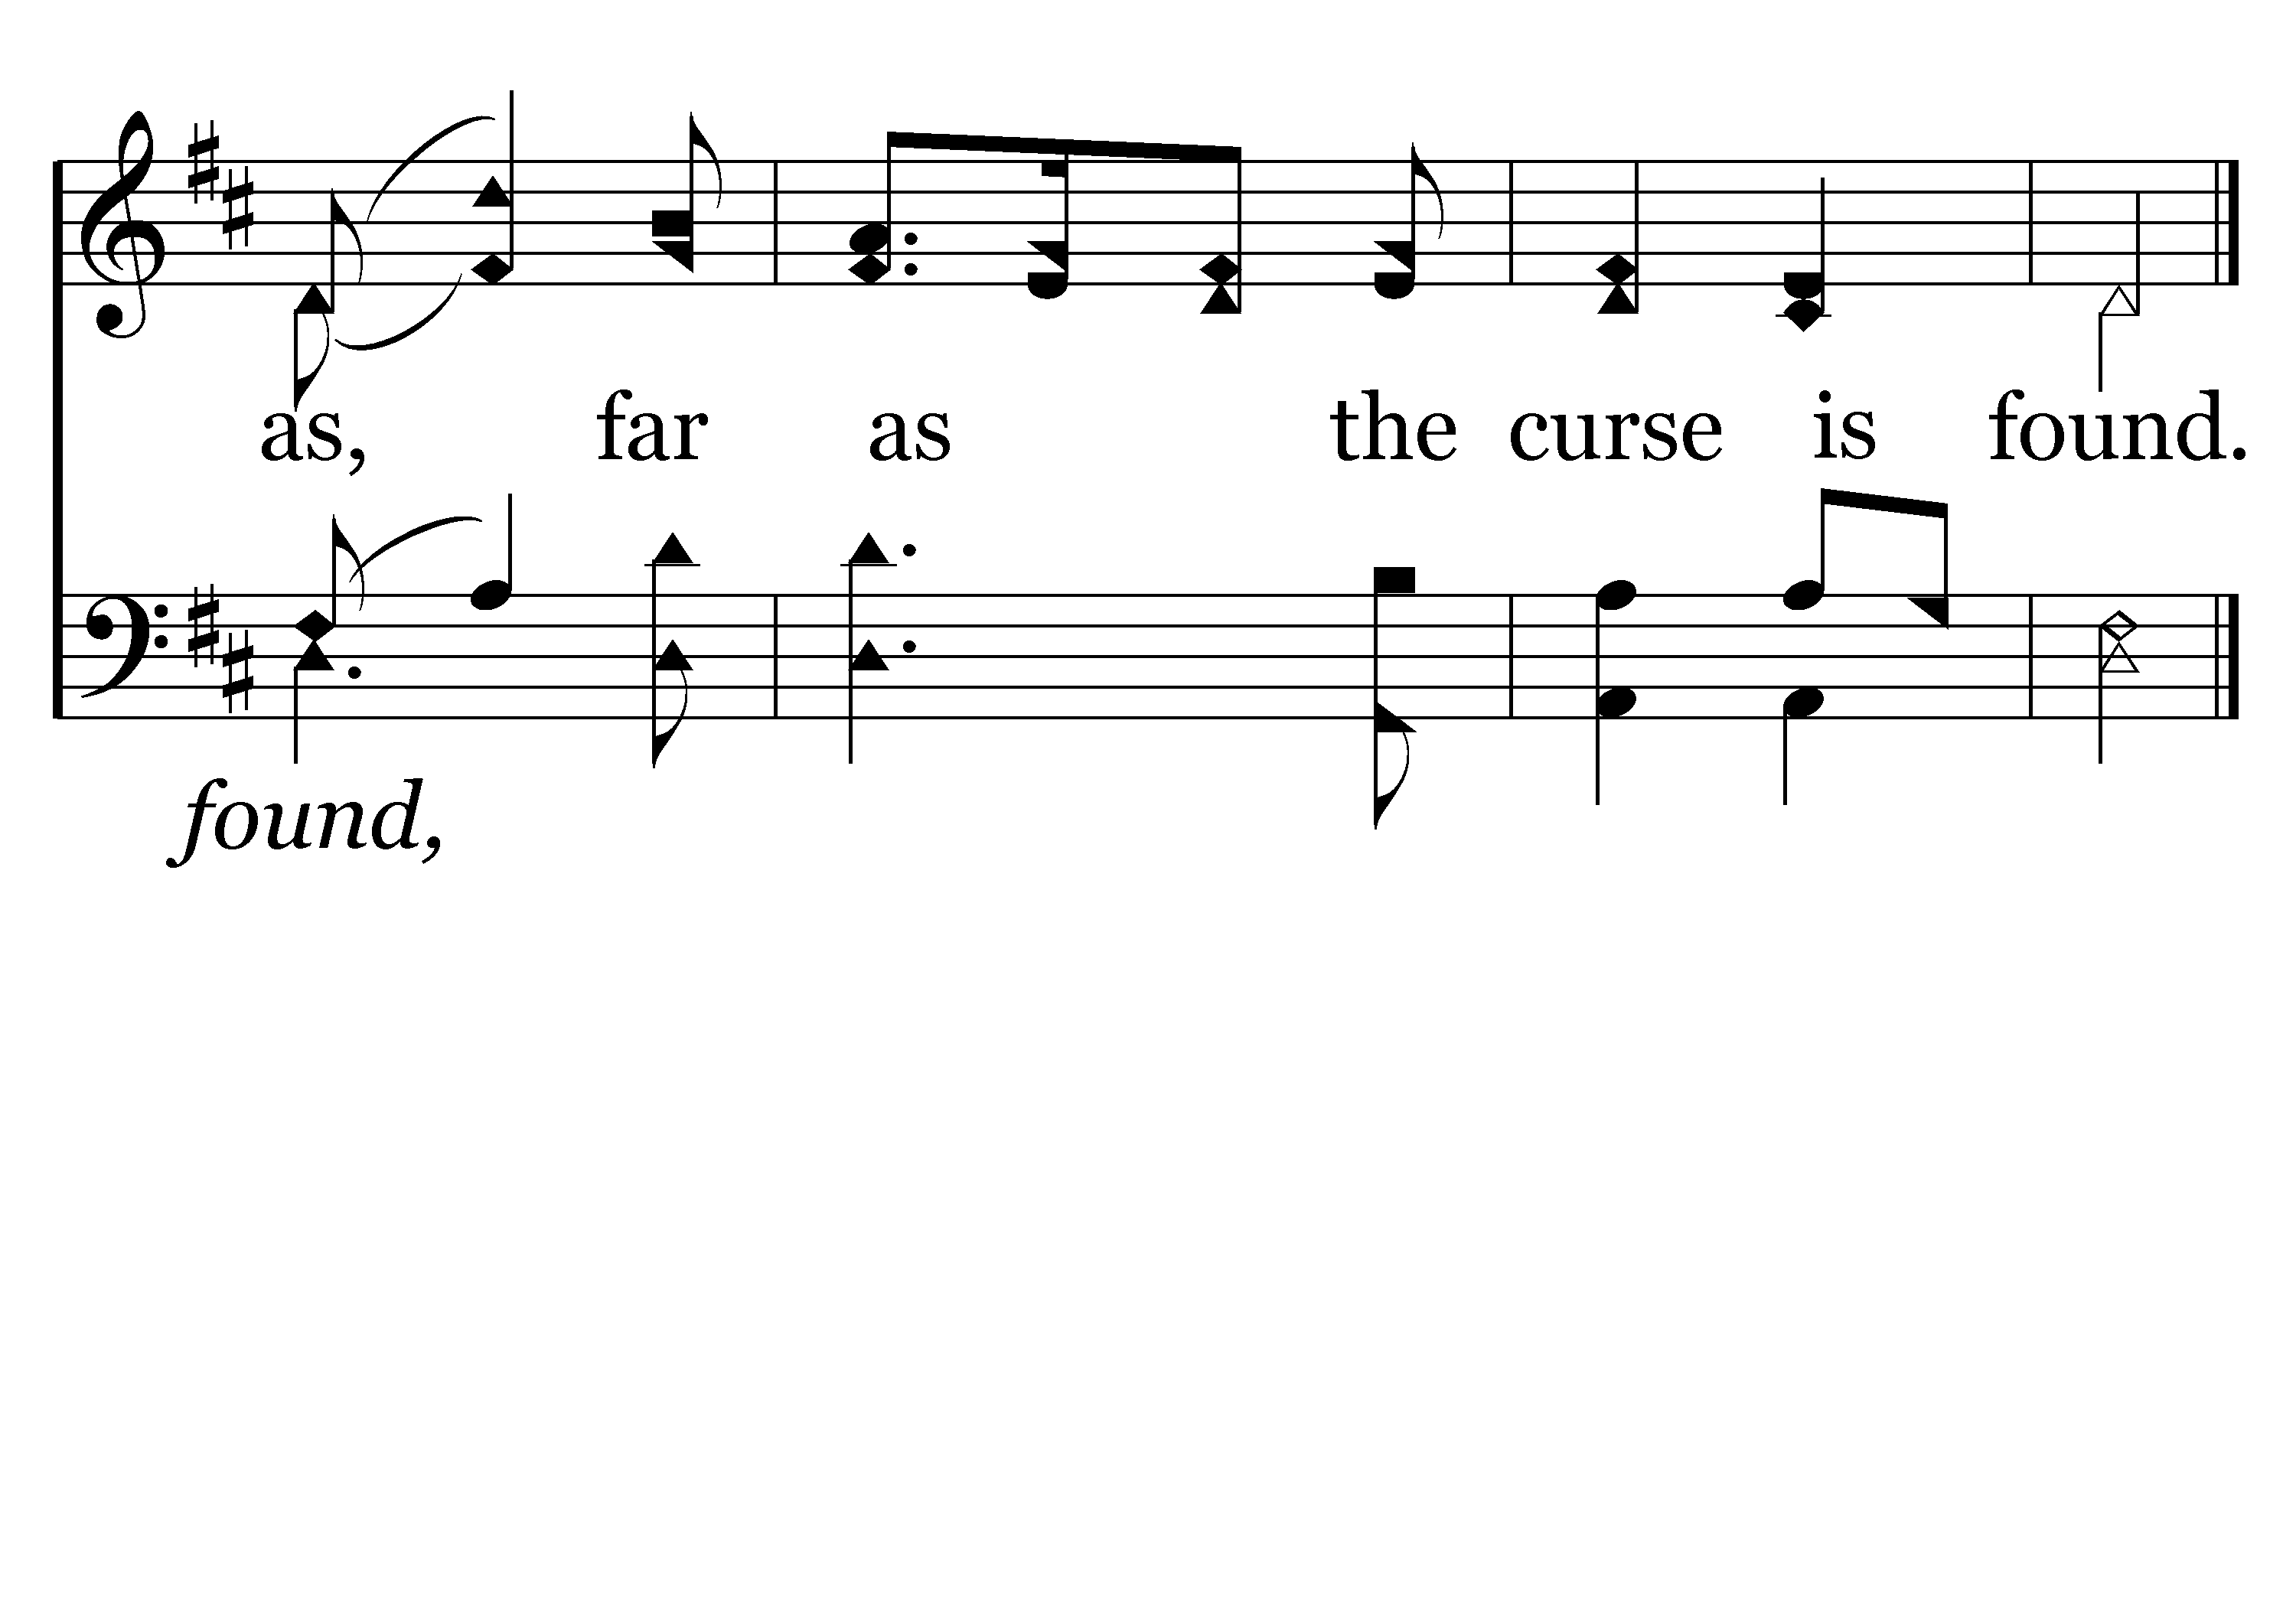 as, far as the curse is found.
found,